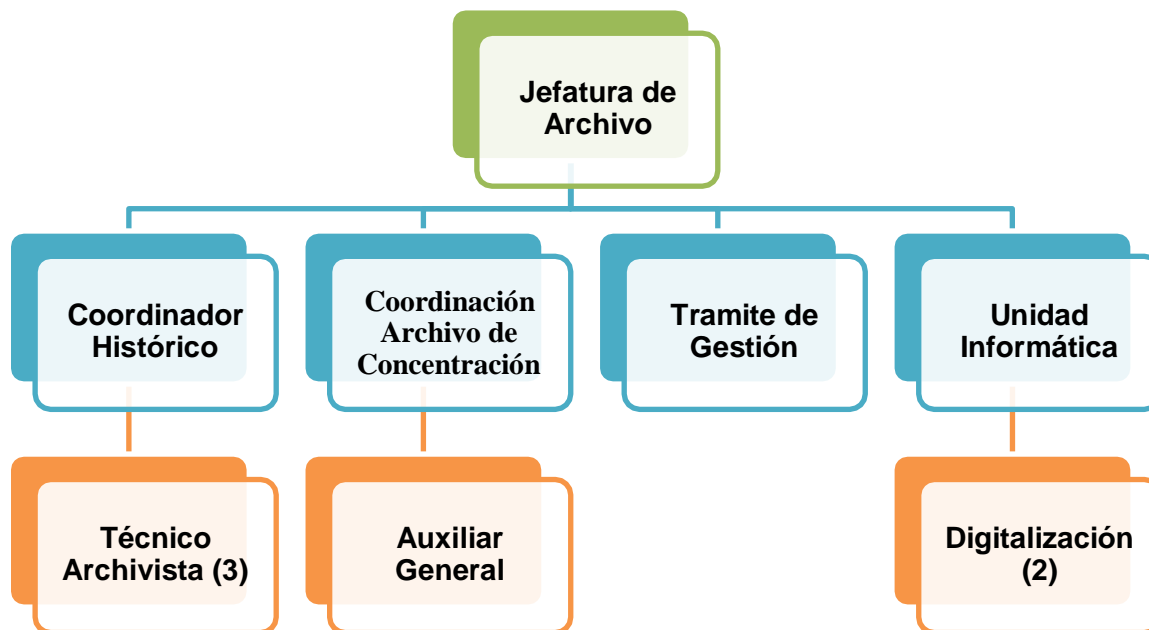 Jefatura de
Archivo
Coordinador
Histórico
Coordinación
Archivo de
Concentración
Tramite de
Gestión
Unidad
Informática
Técnico
Archivista (3)
Auxiliar
General
Digitalización
(2)